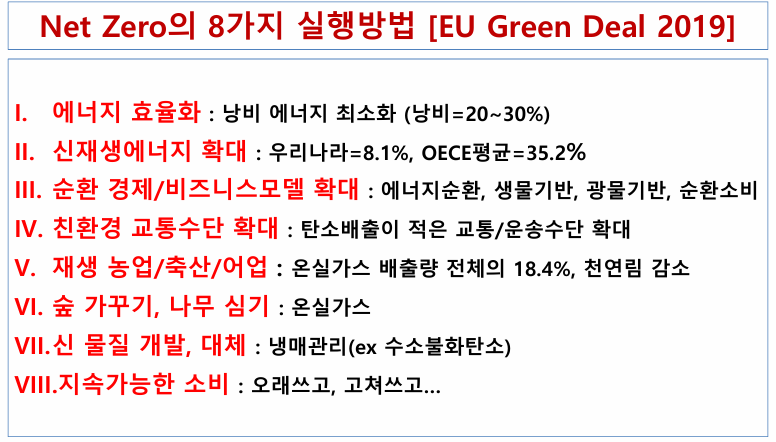 Net Zero의 8가지 실행방법 [EU Green Deal 2019]
I. 에너지 효율화 : 낭비 에너지 최소화 (낭비=20~30%)
II. 신재생에너지 확대 : 우리나라=8.1%, OECE평균=35.2%
III. 순환 경제/비즈니스모델 확대 : 에너지순환, 생물기반, 광물기반, 순환소비
IV. 친환경 교통수단 확대 : 탄소배출이 적은 교통/운송수단 확대
V. 재생 농업/축산/어업 : 온실가스 배출량 전체의 18.4%, 천연림 감소
VI. 숲 가꾸기, 나무 심기 : 온실가스
VII.신 물질 개발, 대체 : 냉매관리(ex 수소불화탄소)
VIII.지속가능한 소비 : 오래쓰고, 고쳐쓰고...